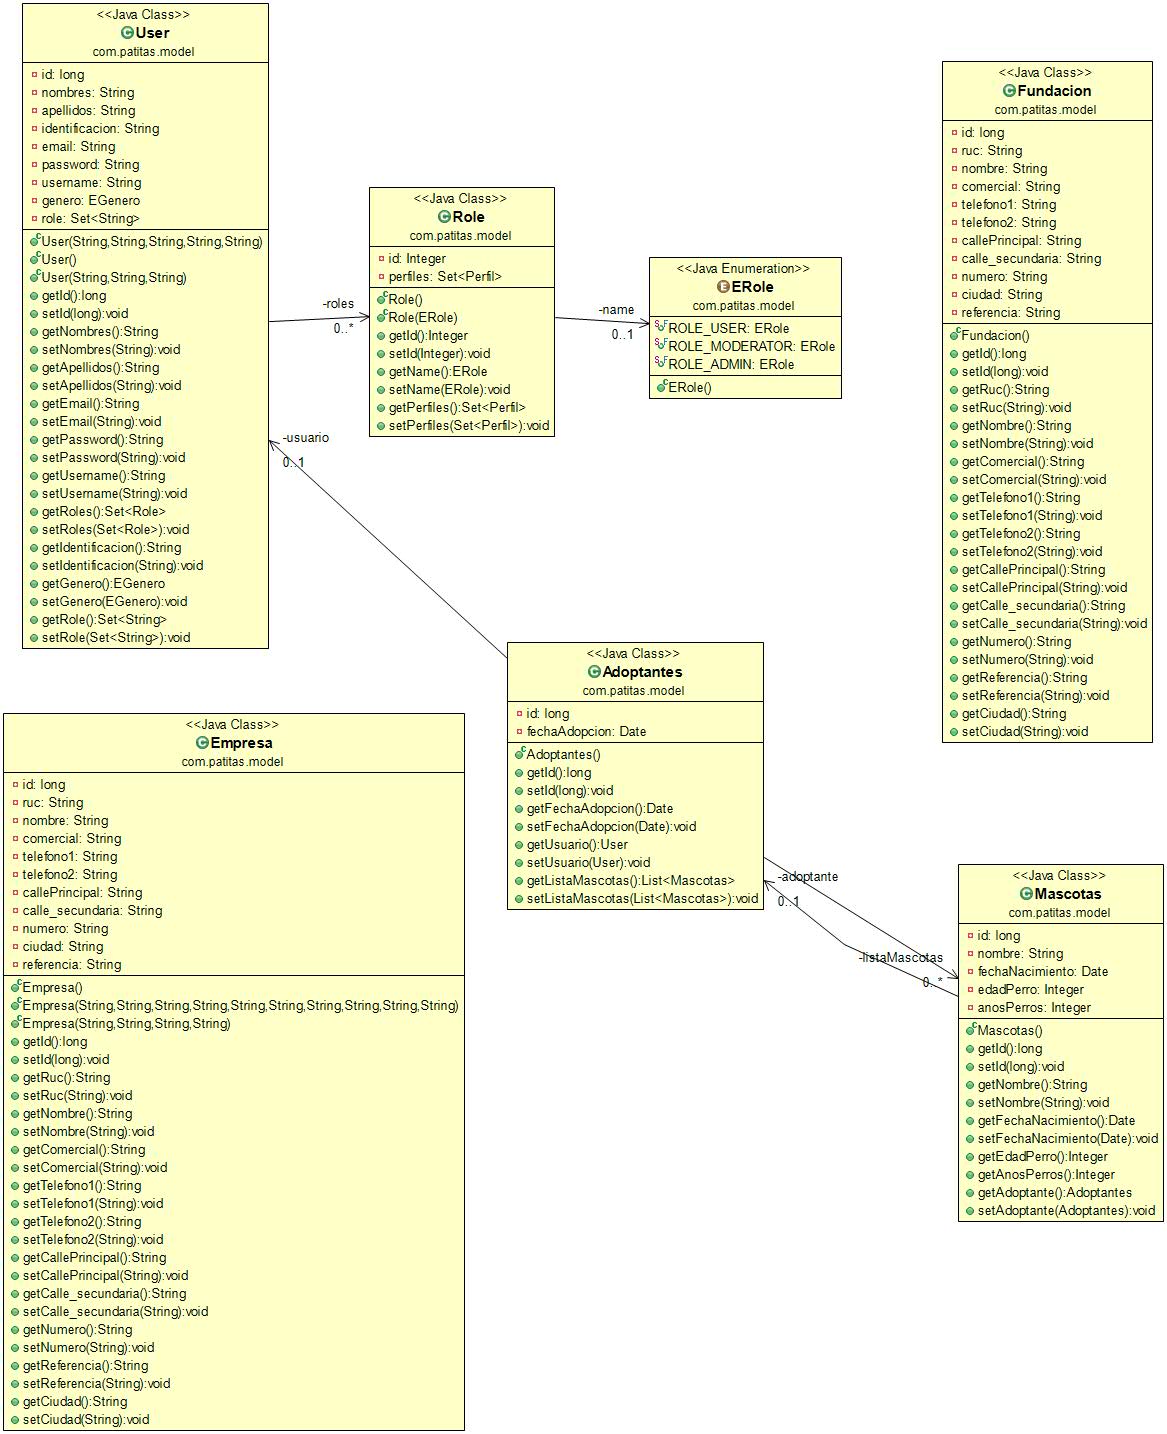 <<Java Class>>
User
com.patitas.model
id: long
nombres: String
apellidos: String
identificacion: String
email: String
password: String
username: String
genero: EGenero
role: Set<String>
User(String,String,String,String,String)
User()
User(String,String,String)
getId():long
setId(long):void
getNombres():String
setNombres(String):void
getApellidos():String
setApellidos(String):void
getEmail():String
setEmail(String):void
getPassword():String
setPassword(String):void
getUsername():String
setUsername(String):void
getRoles():Set<Role>
setRoles(Set<Role>):void
getIdentificacion():String
setIdentificacion(String):void
getGenero():EGenero
setGenero(EGenero):void
getRole():Set<String>
setRole(Set<String>):void
-roles
0..*
<<Java Class>>
Role
com.patitas.model
id: Integer
perfiles: Set<Perfil>
Role()
Role(ERole)
getId():Integer
setId(Integer):void
getName():ERole
setName(ERole):void
getPerfiles():Set<Perfil>
setPerfiles(Set<Perfil>):void
-name
0..1
<<Java Enumeration>>
ERole
com.patitas.model
ROLE_USER: ERole
ROLE_MODERATOR: ERole
ROLE_ADMIN: ERole
ERole()
<<Java Class>>
Fundacion
com.patitas.model
id: long
ruc: String
nombre: String
comercial: String
telefono1: String
telefono2: String
callePrincipal: String
calle_secundaria: String
numero: String
ciudad: String
referencia: String
Fundacion()
getId():long
setId(long):void
getRuc():String
setRuc(String):void
getNombre():String
setNombre(String):void
getComercial():String
setComercial(String):void
getTelefono1():String
setTelefono1(String):void
getTelefono2():String
setTelefono2(String):void
getCallePrincipal():String
setCallePrincipal(String):void
getCalle_secundaria():String
setCalle_secundaria(String):void
getNumero():String
setNumero(String):void
getReferencia():String
setReferencia(String):void
getCiudad():String
setCiudad(String):void
-usuario
0..1
<<Java Class>>
Adoptantes
com.patitas.model
id: long
fechaAdopcion: Date
Adoptantes()
getId():long
setId(long):void
getFechaAdopcion():Date
setFechaAdopcion(Date):void
getUsuario():User
setUsuario(User):void
getListaMascotas():List<Mascotas>
setListaMascotas(List<Mascotas>):void
-adoptante
0..1
-listaMascotas
0..*
<<Java Class>>
Mascotas
com.patitas.model
id: long
nombre: String
fechaNacimiento: Date
edadPerro: Integer
anosPerros: Integer
Mascotas()
getId():long
setId(long):void
getNombre():String
setNombre(String):void
getFechaNacimiento():Date
setFechaNacimiento(Date):void
getEdadPerro():Integer
getAnosPerros():Integer
getAdoptante():Adoptantes
setAdoptante(Adoptantes):void
<<Java Class>>
Empresa
com.patitas.model
id: long
ruc: String
nombre: String
comercial: String
telefono1: String
telefono2: String
callePrincipal: String
calle_secundaria: String
numero: String
ciudad: String
referencia: String
Empresa()
Empresa(String,String,String,String,String,String,String,String,String,String)
Empresa(String,String,String,String)
getId():long
setId(long):void
getRuc():String
setRuc(String):void
getNombre():String
setNombre(String):void
getComercial():String
setComercial(String):void
getTelefono1():String
setTelefono1(String):void
getTelefono2():String
setTelefono2(String):void
getCallePrincipal():String
setCallePrincipal(String):void
getCalle_secundaria():String
setCalle_secundaria(String):void
getNumero():String
setNumero(String):void
getReferencia():String
setReferencia(String):void
getCiudad():String
setCiudad(String):void